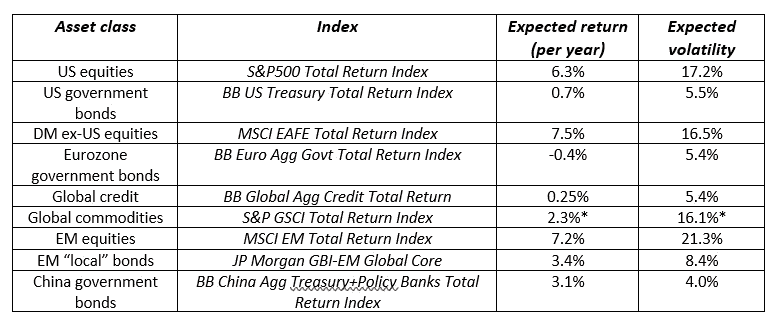 Asset class Index Expected return Expected
(per year) volatility
US equities S&P500 Total Return Index 6.3% 17.2%
US government BB US Treasury Total Return Index 0.7% 5.5%
bonds
DM ex-US equities MSCI EAFE Total Return Index 7.5% 16.5%
Eurozone BB Euro Agg Govt Total Return Index -0.4% 5.4%
government bonds
Global credit BB Global Agg Credit Total Return 0.25% 5.4%
Global commodities S&P GSCI Total Return Index 2.3%* 16.1%*
EM equities MSCI EM Total Return Index 7.2% 21.3%
EM “local” bonds JP Morgan GBI-EM Global Core 3.4% 8.4%
China government BB China Agg Treasury+Policy Banks Total 3.1% 4.0%
bonds Return Index